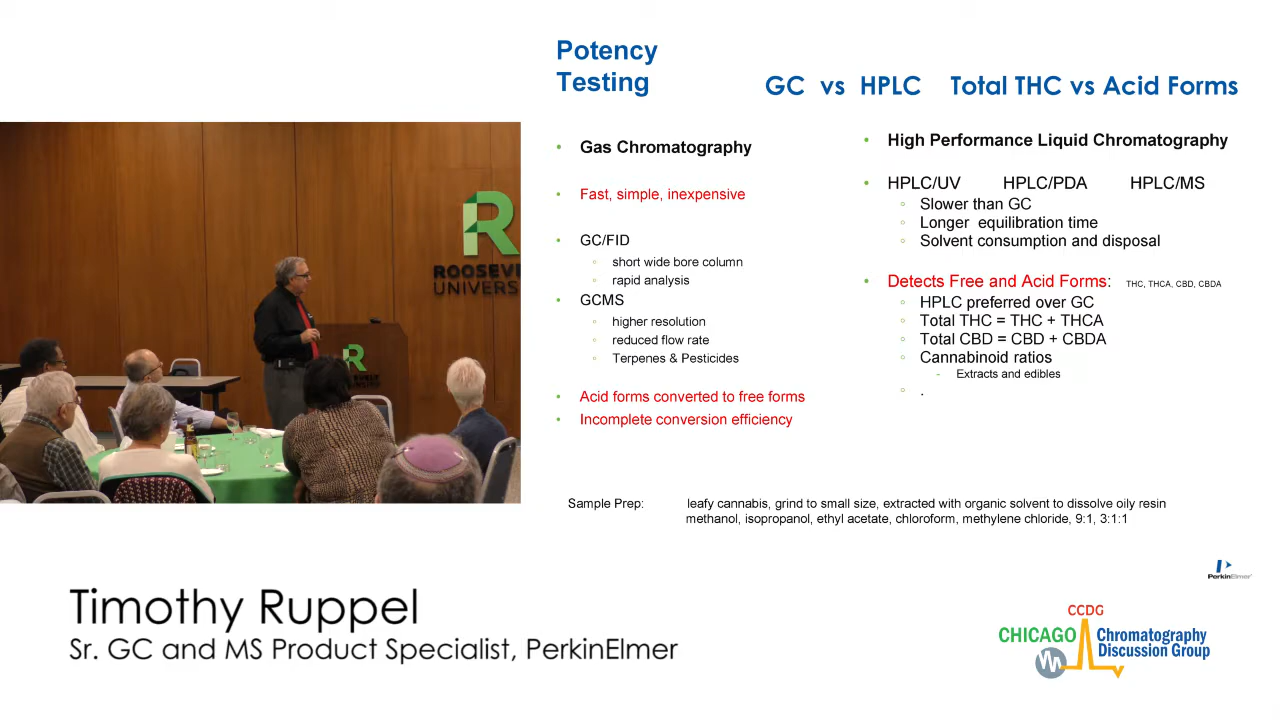 Potency
Testing
GC vs HPLC Total THC vs Acid Forms
• Gas Chromatography
• Fast, simple, inexpensive
• GC/FID
◦ short wide bore column
◦ rapid analysis
• GCMS
◦ higher resolution
◦ reduced flow rate
◦ Terpenes & Pesticides
• Acid forms converted to free forms
• Incomplete conversion efficiency
• High Performance Liquid Chromatography
• HPLC/UV HPLC/PDA HPLC/MS
◦ Slower than GC
◦ Longer equilibration time
◦ Solvent consumption and disposal
• Detects Free and Acid Forms: THC, THCA, CBD, CBDA
◦ HPLC preferred over GC
◦ Total THC = THC + THCA
◦ Total CBD = CBD + CBDA
◦ Cannabinoid ratios
- Extracts and edibles
◦ .
Sample Prep: leafy cannabis, grind to small size, extracted with organic solvent to dissolve oily resin
methanol, isopropanol, ethyl acetate, chloroform, methylene chloride, 9:1, 3:1:1
R
ROOSEVE
UNIVERS
R
PerkinElmer
Timothy Ruppel
Sr. GC and MS Product Specialist, PerkinElmer
CCDG
CHICAGO Chromatography
Discussion Group